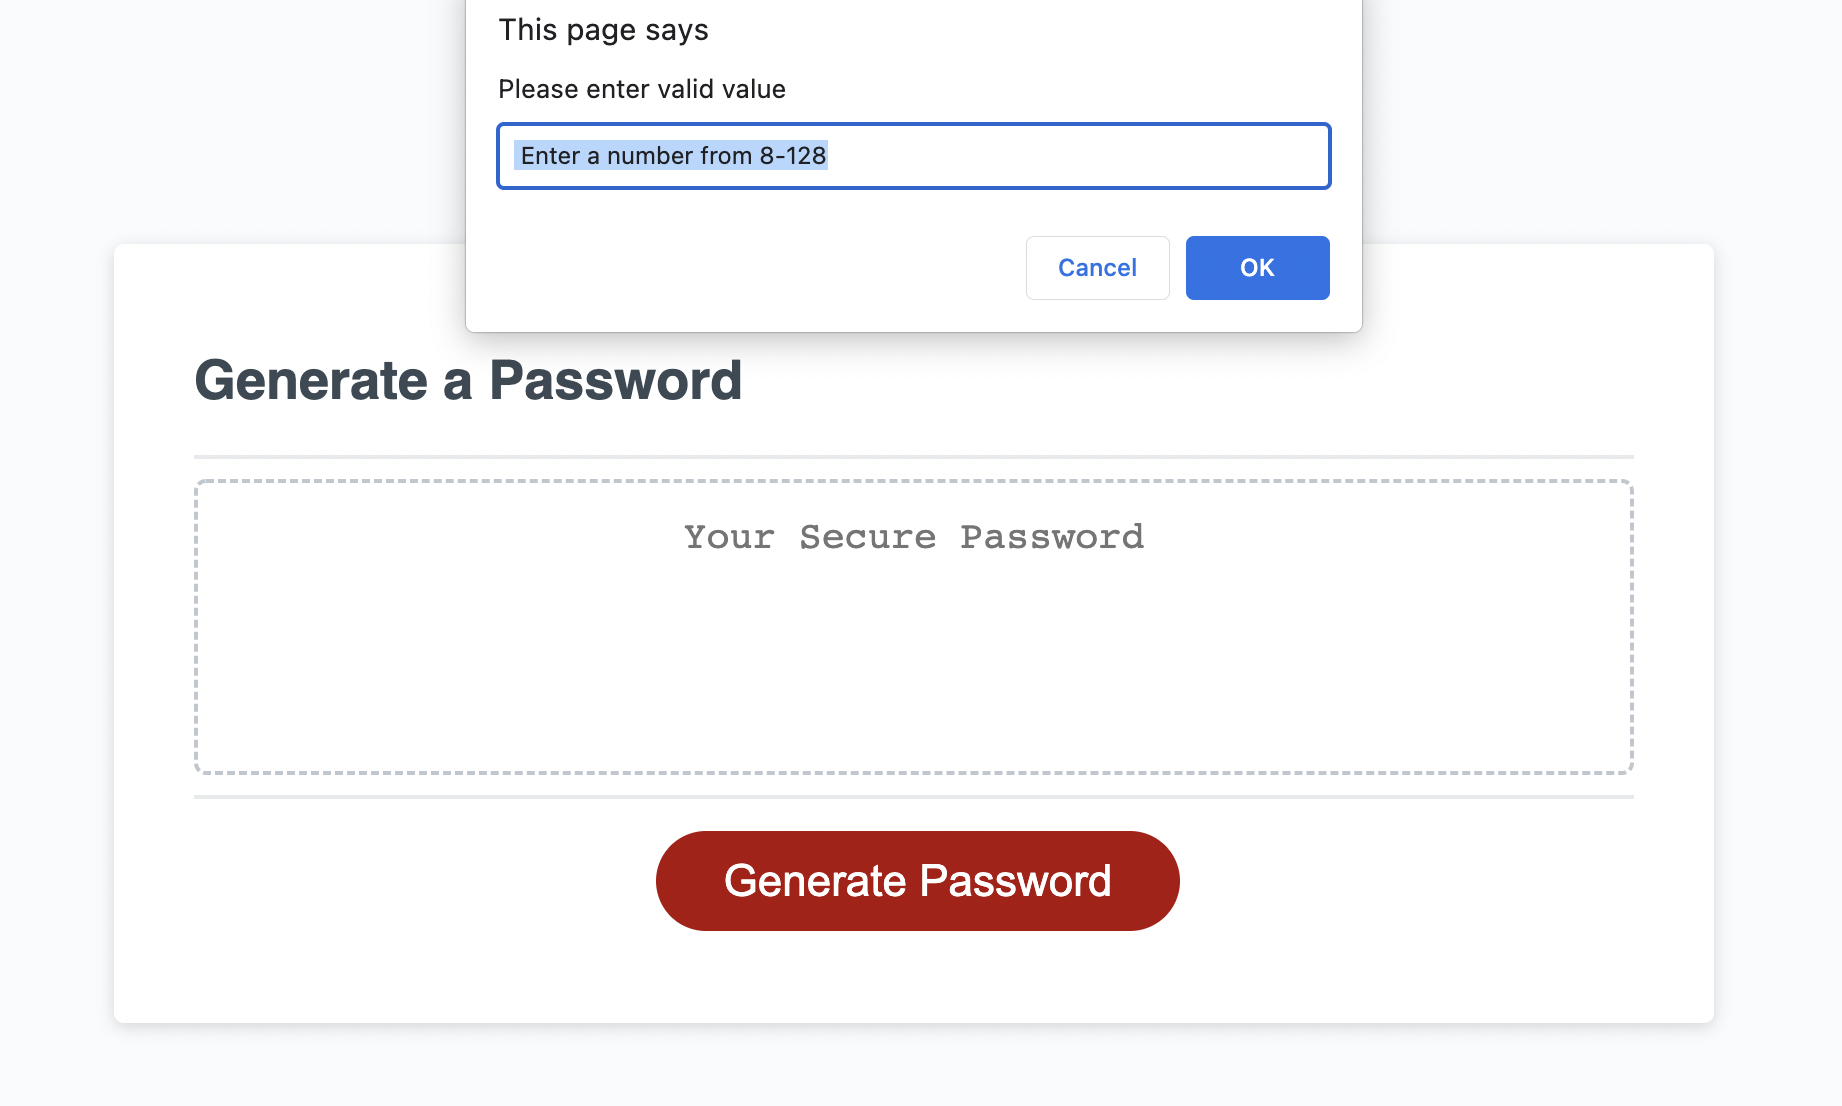 This page says
Please enter valid value
Enter a number from 8-128
Cancel
OK
Generate a Password
Your Secure Password
Generate Password